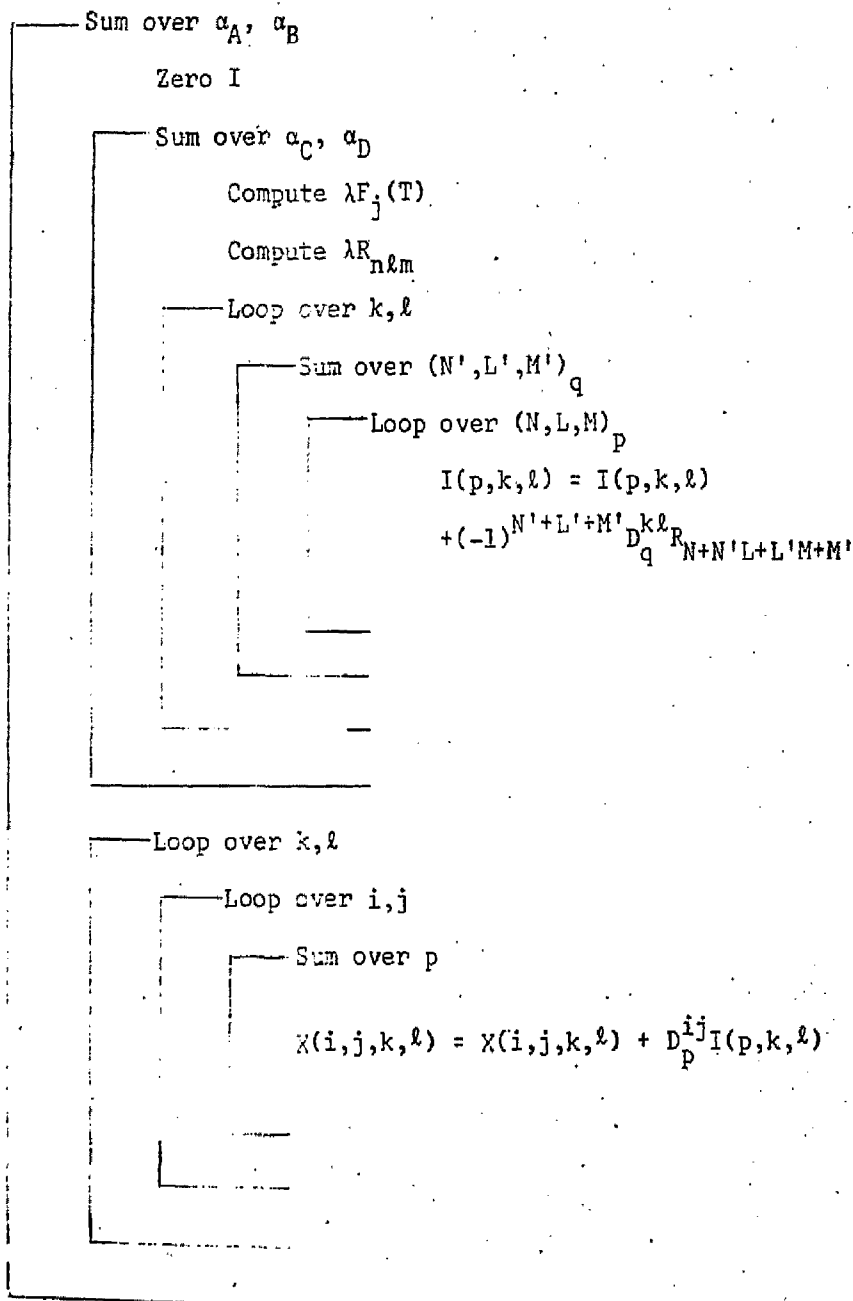 Sum over α_A, α_B
Zero I
Sum over α_C, α_D
Compute λF_j(T)
Compute λR_nℓm
Loop over k,ℓ
Sum over (N',L',M')_q
Loop over (N,L,M)_p
I(p,k,ℓ) = I(p,k,ℓ)
+(-1)^N'+L'+M' D_q^kℓ R_N+N'L+L'M+M'
Loop over k,ℓ
Loop over i,j
Sum over p
X(i,j,k,ℓ) = X(i,j,k,ℓ) + D_p^ij I(p,k,ℓ)